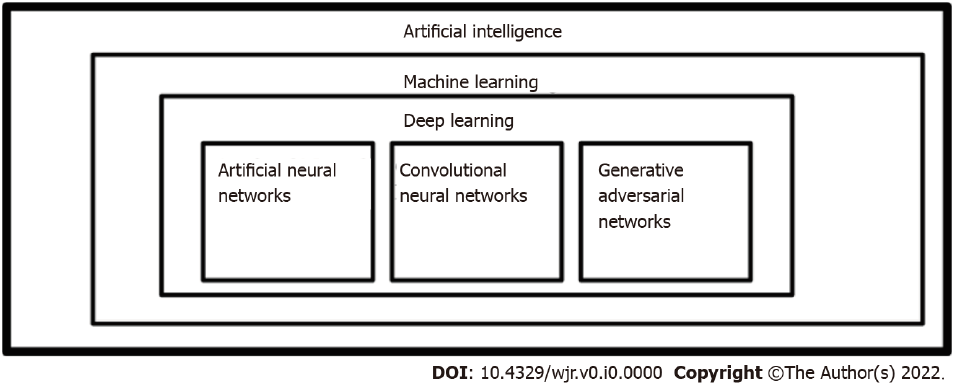 Artificial intelligence
Machine learning
Deep learning
Artificial neural
networks
Convolutional
neural networks
Generative
adversarial
networks
DOI: 10.4329/wjr.v0.i0.0000 Copyright ©The Author(s) 2022.